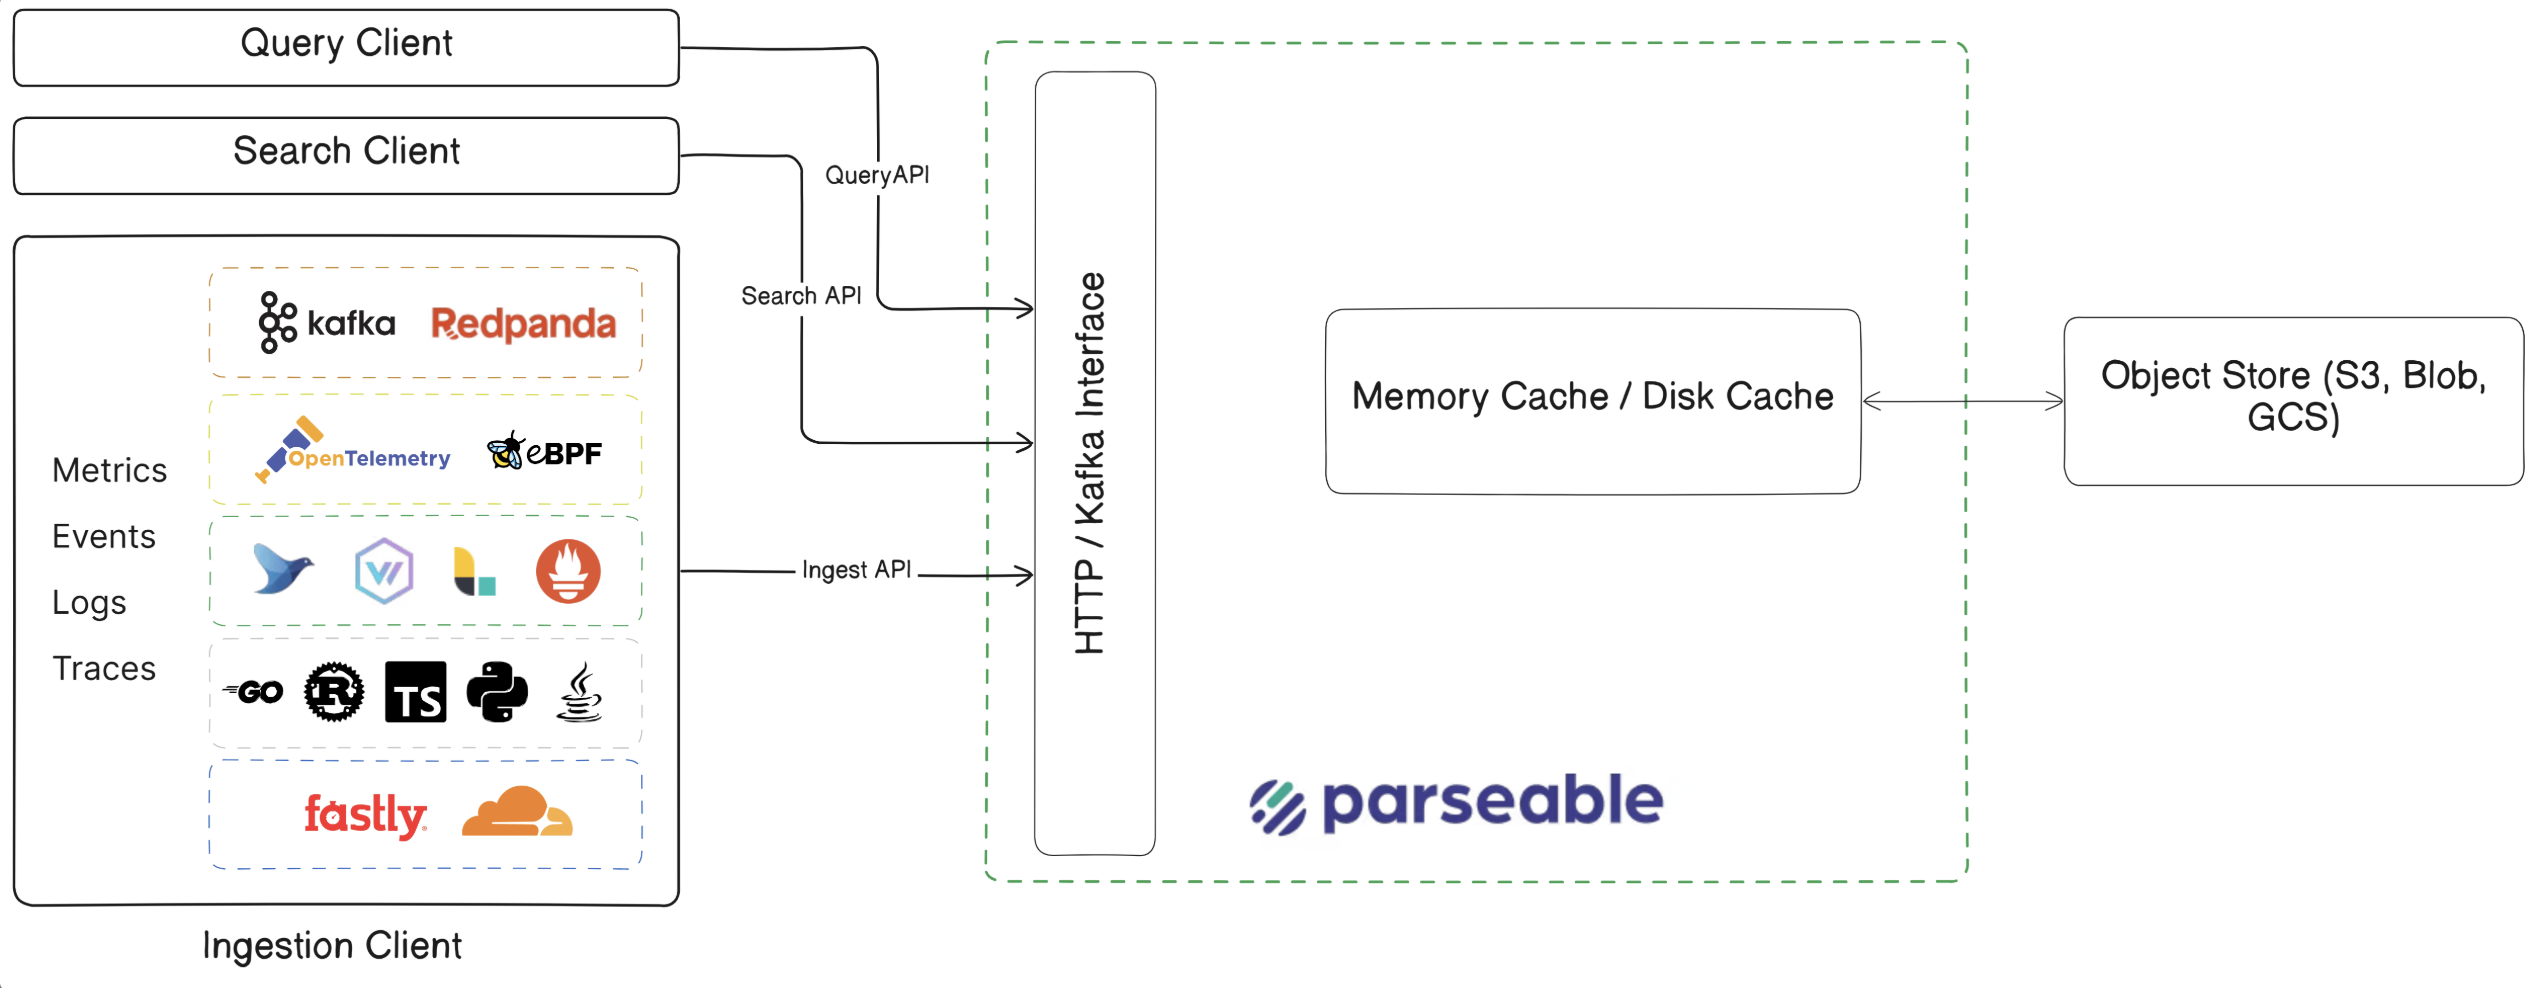 Query Client
Search Client
QueryAPI
Search API
Ingest API
Metrics
Events
Logs
Traces
kafka
Redpanda
OpenTelemetry
eBPF
GO
R
TS
fastly
Ingestion Client
HTTP / Kafka Interface
Memory Cache / Disk Cache
parseable
Object Store (S3, Blob,
GCS)